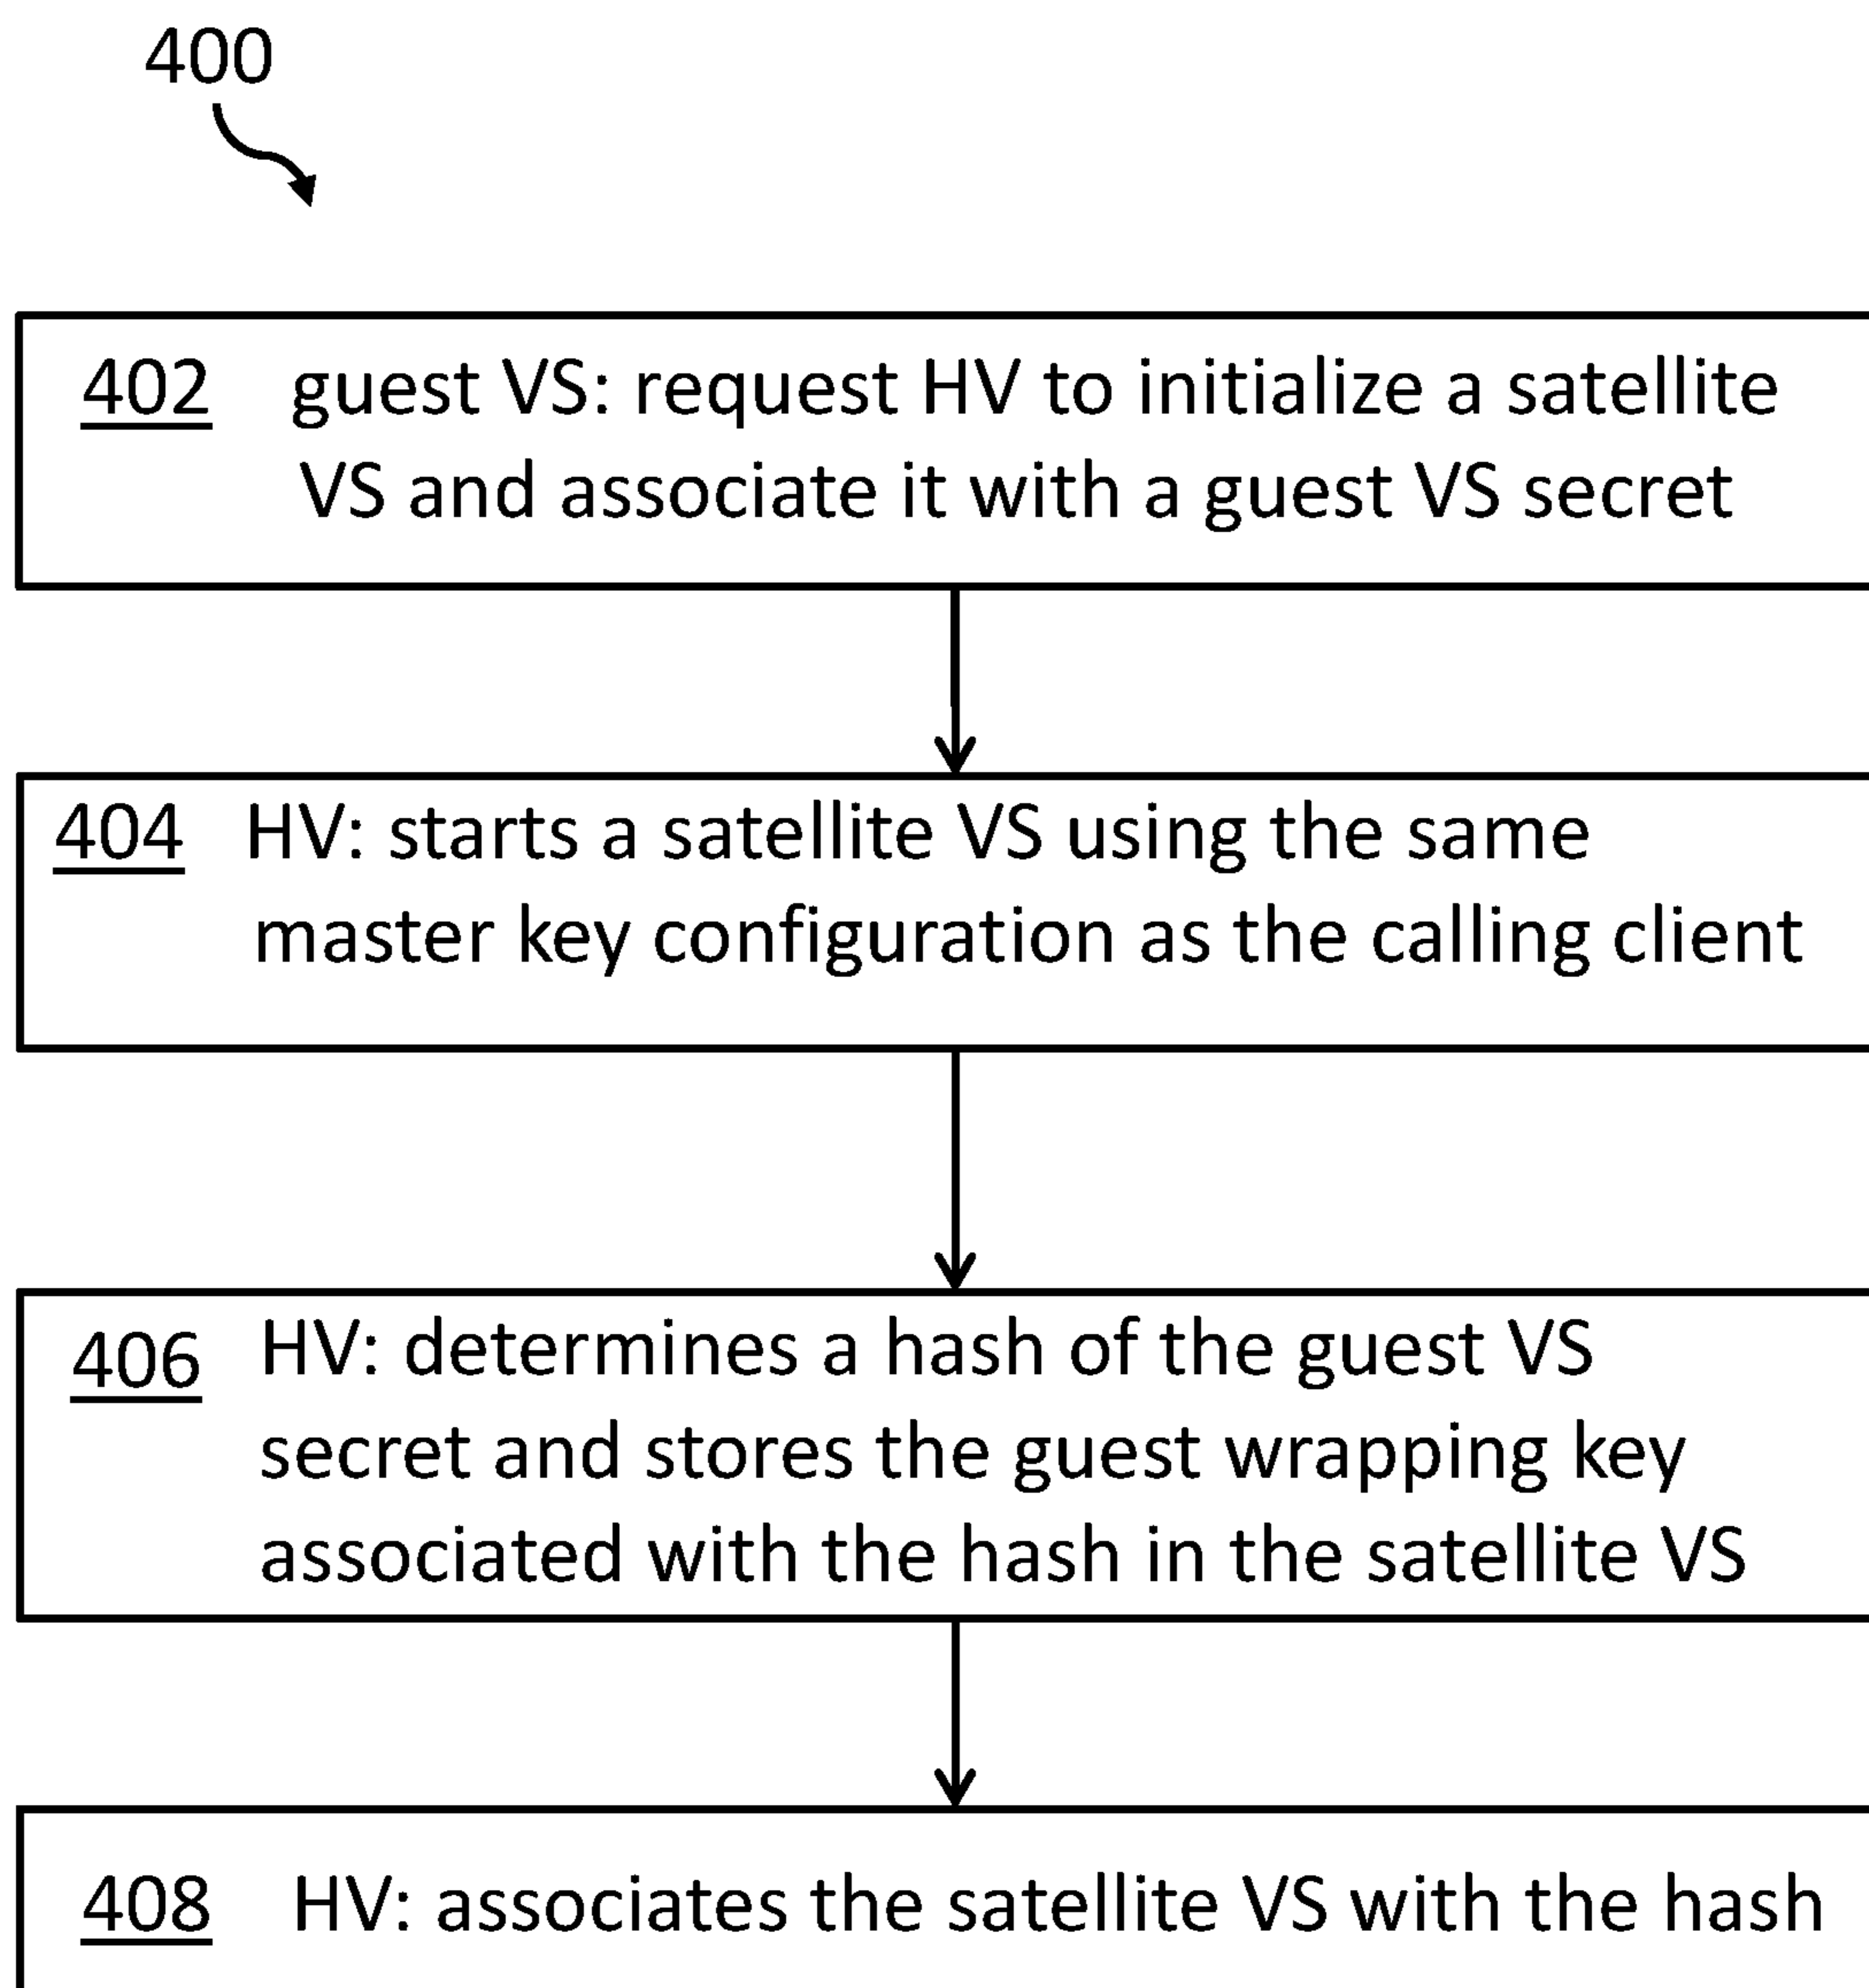 400
402 guest VS: request HV to initialize a satellite
VS and associate it with a guest VS secret
404 HV: starts a satellite VS using the same
master key configuration as the calling client
406 HV: determines a hash of the guest VS
secret and stores the guest wrapping key
associated with the hash in the satellite VS
408 HV: associates the satellite VS with the hash